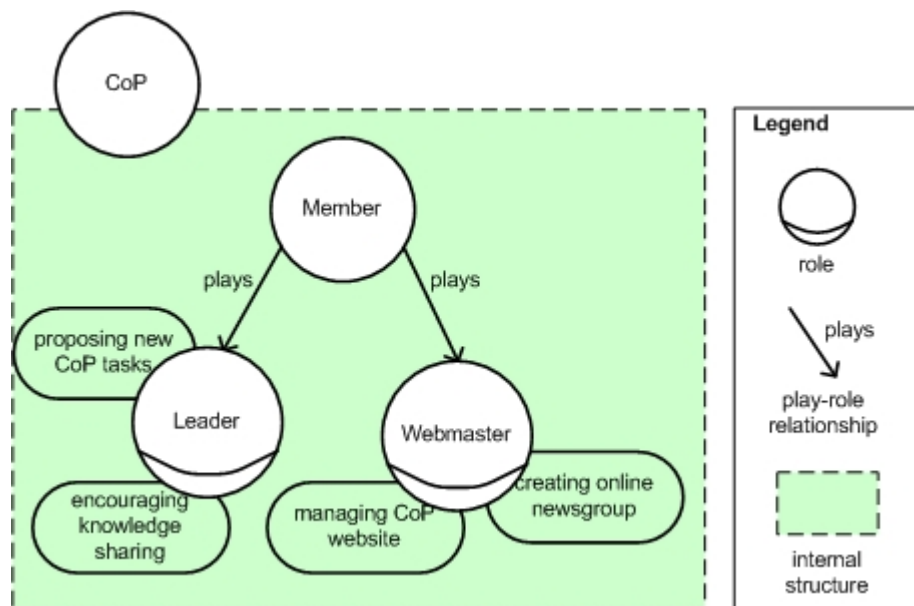 CoP
Member
plays
plays
proposing new
CoP tasks
Leader
Webmaster
encouraging
knowledge
sharing
managing CoP
website
creating online
newsgroup
Legend
role
plays
play-role
relationship
internal
structure